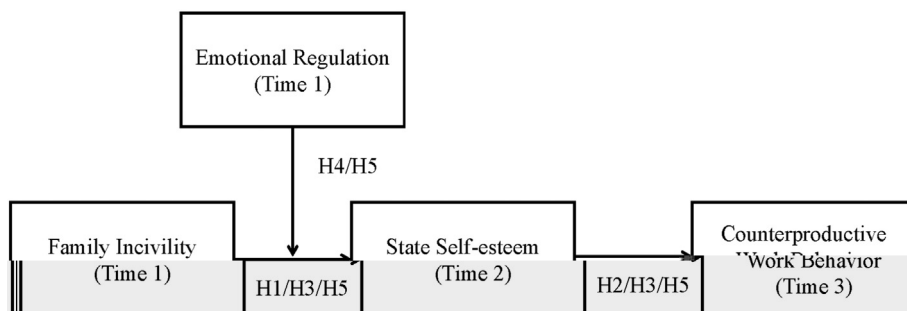 Emotional Regulation
(Time 1)
H4/H5
Family Incivility
(Time 1)
H1/H3/H5
State Self-esteem
(Time 2)
H2/H3/H5
Counterproductive
Work Behavior
(Time 3)